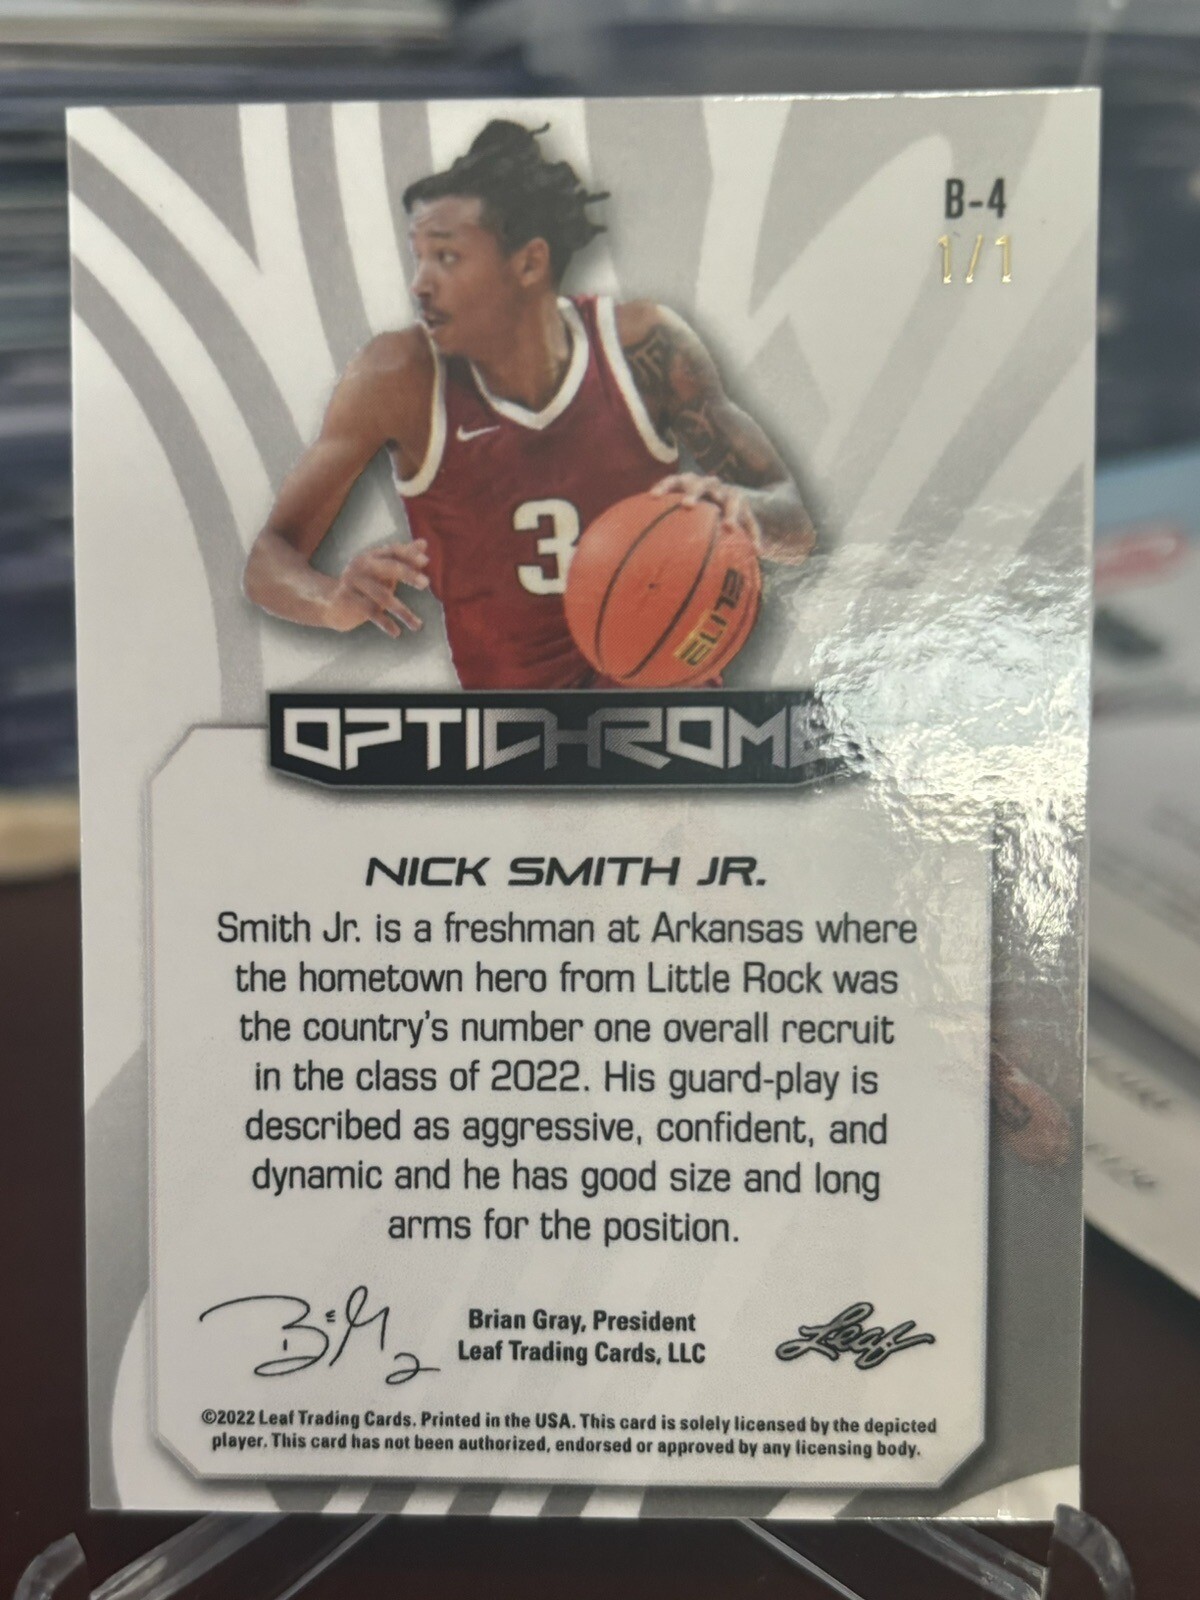 B-4
1/1
3
ELITE
OPTICHROME
NICK SMITH JR.
Smith Jr. is a freshman at Arkansas where
the hometown hero from Little Rock was
the country's number one overall recruit
in the class of 2022. His guard-play is
described as aggressive, confident, and
dynamic and he has good size and long
arms for the position.
Brian Gray, President
Leaf Trading Cards, LLC
Leaf
©2022 Leaf Trading Cards. Printed in the USA. This card is solely licensed by the depicted
player. This card has not been authorized, endorsed or approved by any licensing body.